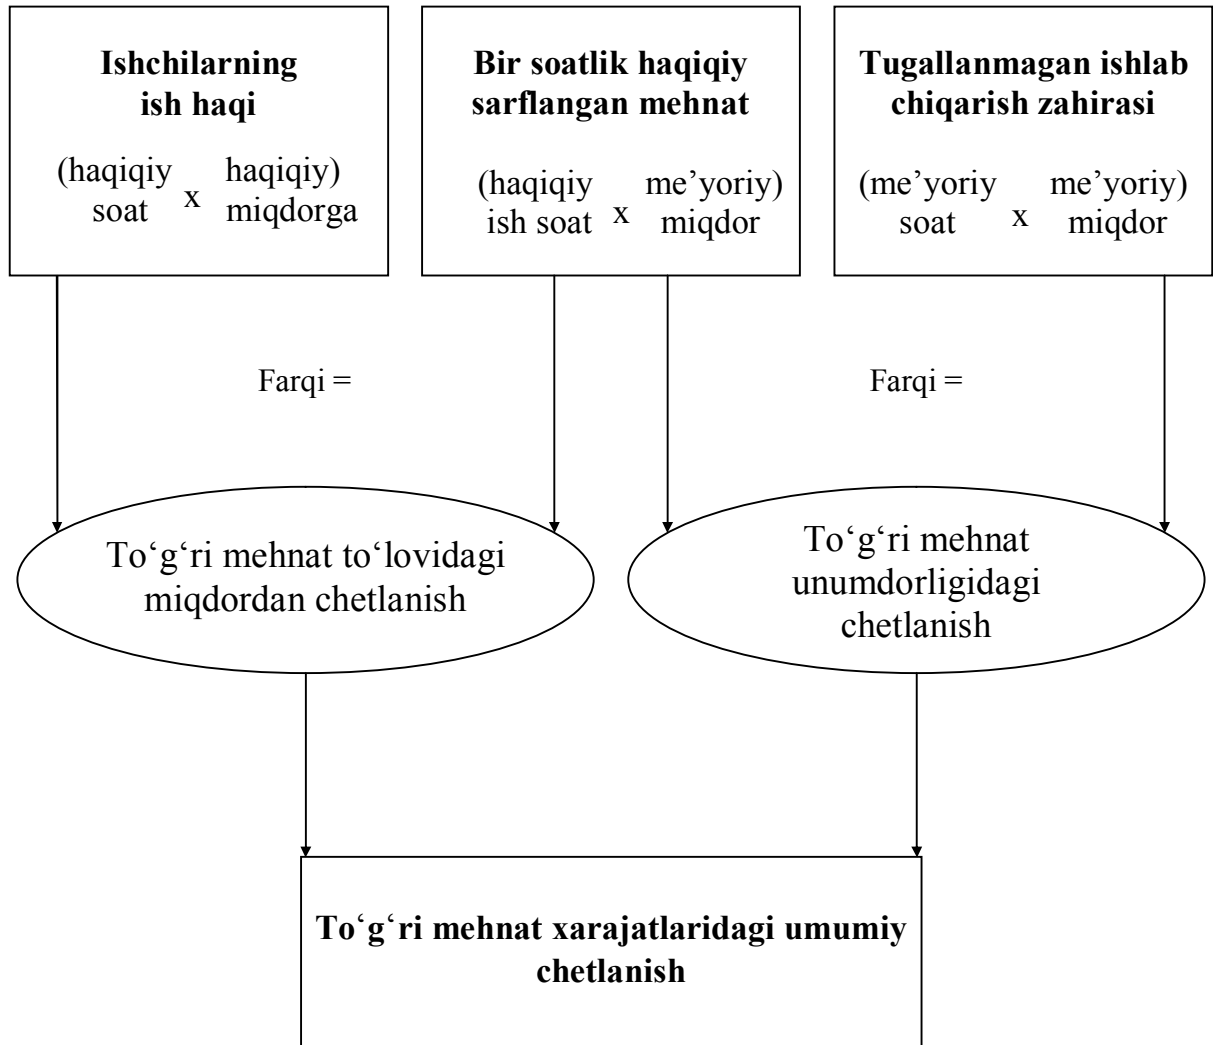 Ishchilarning
ish haqi
(haqiqiy x haqiqiy)
soat miqdorga
Bir soatlik haqiqiy
sarflangan mehnat
(haqiqiy me’yoriy)
ish soat x miqdor
Tugallanmagan ishlab
chiqarish zahirasi
(me’yoriy me’yoriy)
soat x miqdor
Farqi =
Farqi =
To‘g‘ri mehnat to‘lovidagi
miqdordan chetlanish
To‘g‘ri mehnat
unumdorligidagi
chetlanish
To‘g‘ri mehnat xarajatlaridagi umumiy
chetlanish